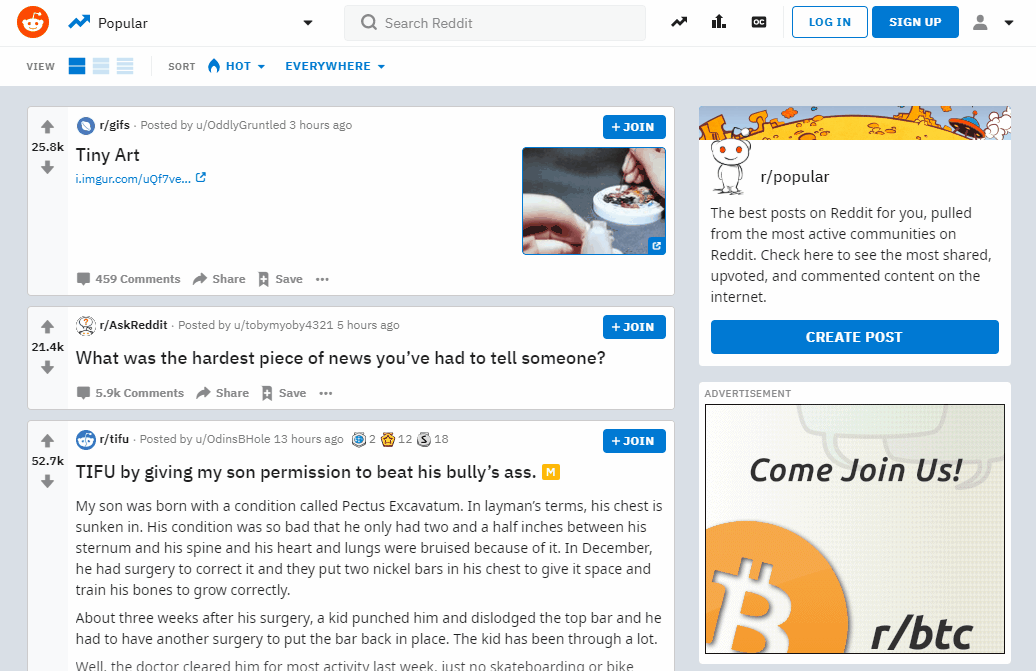 Popular
Search Reddit
LOG IN
SIGN UP
VIEW
SORT
HOT
EVERYWHERE
25.8k
r/gifs · Posted by u/OddlyGruntled 3 hours ago
+ JOIN
Tiny Art
i.imgur.com/uQf7ve...
459 Comments
Share
Save
21.4k
r/AskReddit · Posted by u/tobymyoby4321 5 hours ago
+ JOIN
What was the hardest piece of news you’ve had to tell someone?
5.9k Comments
Share
Save
52.7k
r/tifu · Posted by u/OdinsBHole 13 hours ago
2
12
S 18
+ JOIN
TIFU by giving my son permission to beat his bully’s ass. M
My son was born with a condition called Pectus Excavatum. In layman’s terms, his chest is
sunken in. His condition was so bad that he only had two and a half inches between his
sternum and his spine and his heart and lungs were bruised because of it. In December,
he had surgery to correct it and they put two nickel bars in his chest to give it space and
train his bones to grow correctly.
About three weeks after his surgery, a kid punched him and dislodged the top bar and he
had to have another surgery to put the bar back in place. The kid has been through a lot.
Well, the doctor cleared him for most activity last week, just no skateboarding or bike
r/popular
The best posts on Reddit for you, pulled
from the most active communities on
Reddit. Check here to see the most shared,
upvoted, and commented content on the
internet.
CREATE POST
ADVERTISEMENT
Come Join Us!
r/btc